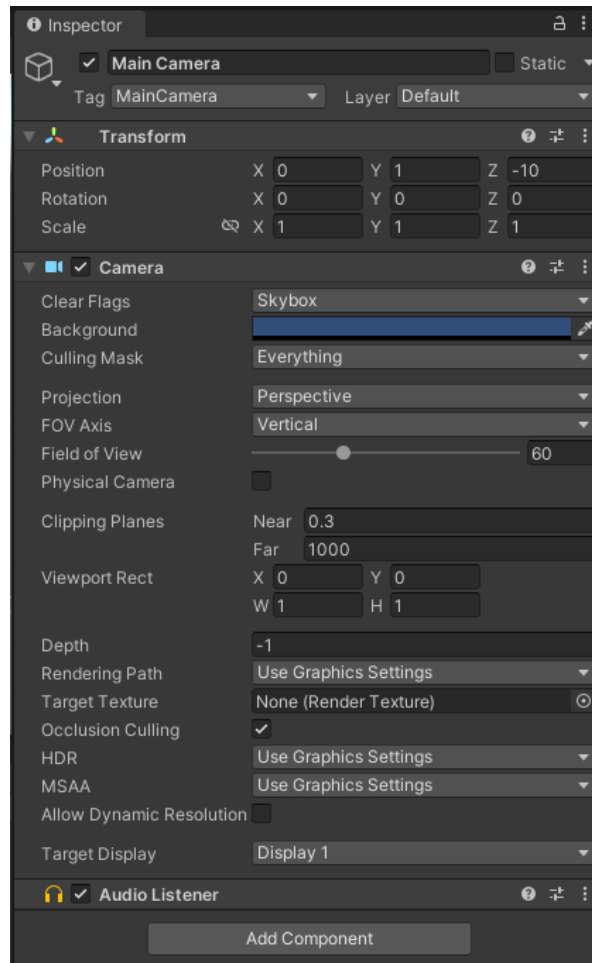 Inspector
Main Camera Static
Tag MainCamera Layer Default
Transform
Position X 0 Y 1 Z -10
Rotation X 0 Y 0 Z 0
Scale X 1 Y 1 Z 1
Camera
Clear Flags Skybox
Background
Culling Mask Everything
Projection Perspective
FOV Axis Vertical
Field of View 60
Physical Camera
Clipping Planes Near 0.3
Far 1000
Viewport Rect X 0 Y 0
W 1 H 1
Depth -1
Rendering Path Use Graphics Settings
Target Texture None (Render Texture)
Occlusion Culling
HDR Use Graphics Settings
MSAA Use Graphics Settings
Allow Dynamic Resolution
Target Display Display 1
Audio Listener
Add Component